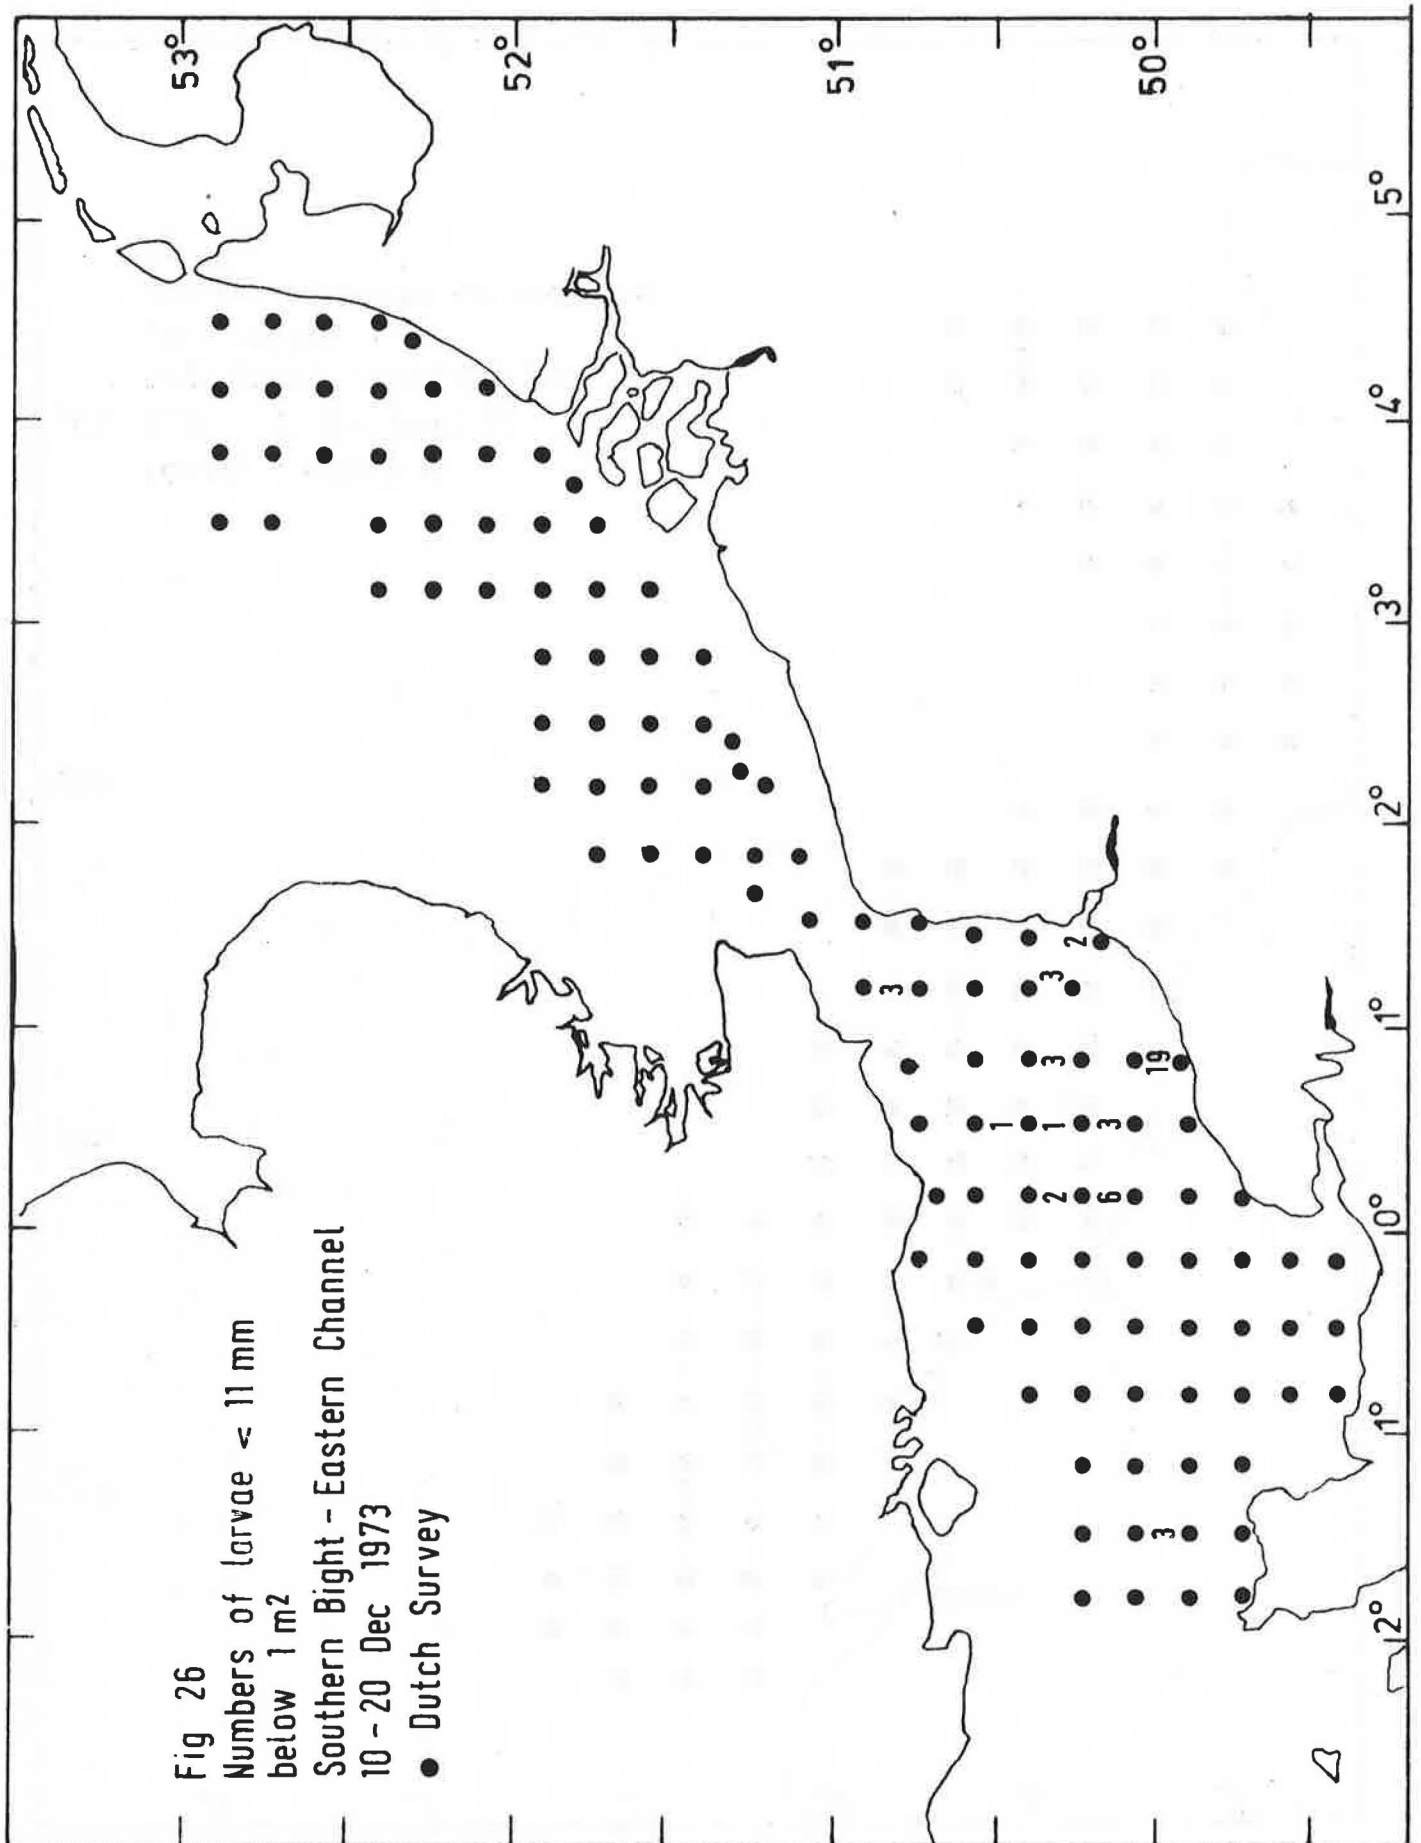 53°
Fig 26
Numbers of larvae < 11 mm
below 1 m²
Southern Bight - Eastern Channel
10 - 20 Dec 1973
● Dutch Survey
52°
51°
3
1
2 1 3 3
2
6 3
3 19
50°
2° 1° 0° 1° 2° 3° 4° 5°